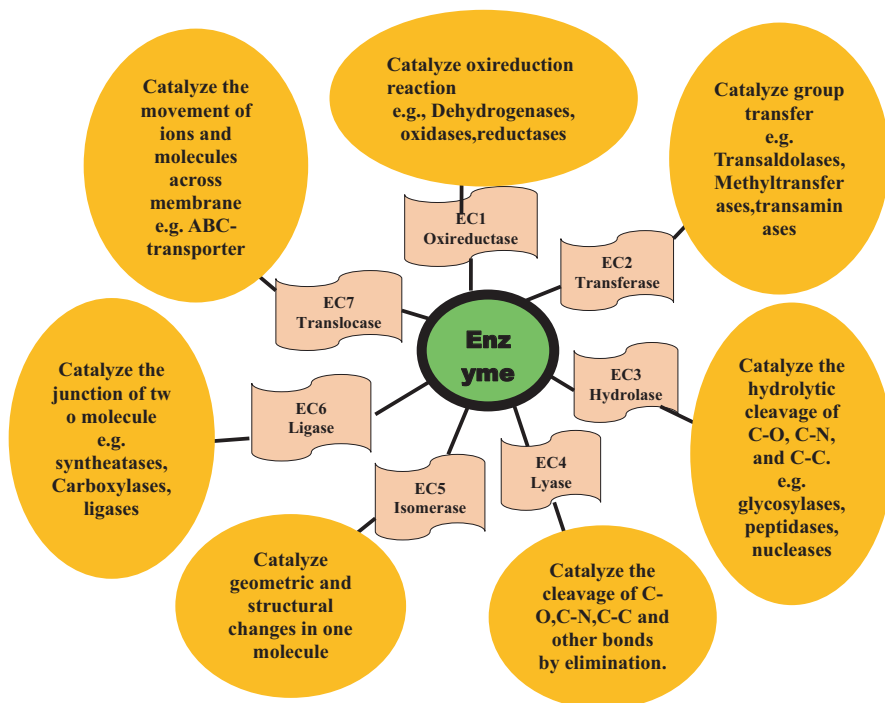 Catalyze oxireduction
reaction
e.g., Dehydrogenases,
oxidases,reductases
EC1
Oxireductase
Catalyze group
transfer
e.g.
Transaldolases,
Methyltransfer
ases,transamin
ases
EC2
Transferase
Catalyze the
hydrolytic
cleavage of
C-O, C-N,
and C-C.
e.g.
glycosylases,
peptidases,
nucleases
EC3
Hydrolase
Catalyze the
cleavage of C-
O,C-N,C-C and
other bonds
by elimination.
EC4
Lyase
Catalyze
geometric and
structural
changes in one
molecule
EC5
Isomerase
Catalyze the
junction of tw
o molecule
e.g.
syntheatases,
Carboxylases,
ligases
EC6
Ligase
Catalyze the
movement of
ions and
molecules
across
membrane
e.g. ABC-
transporter
EC7
Translocase
Enz
yme